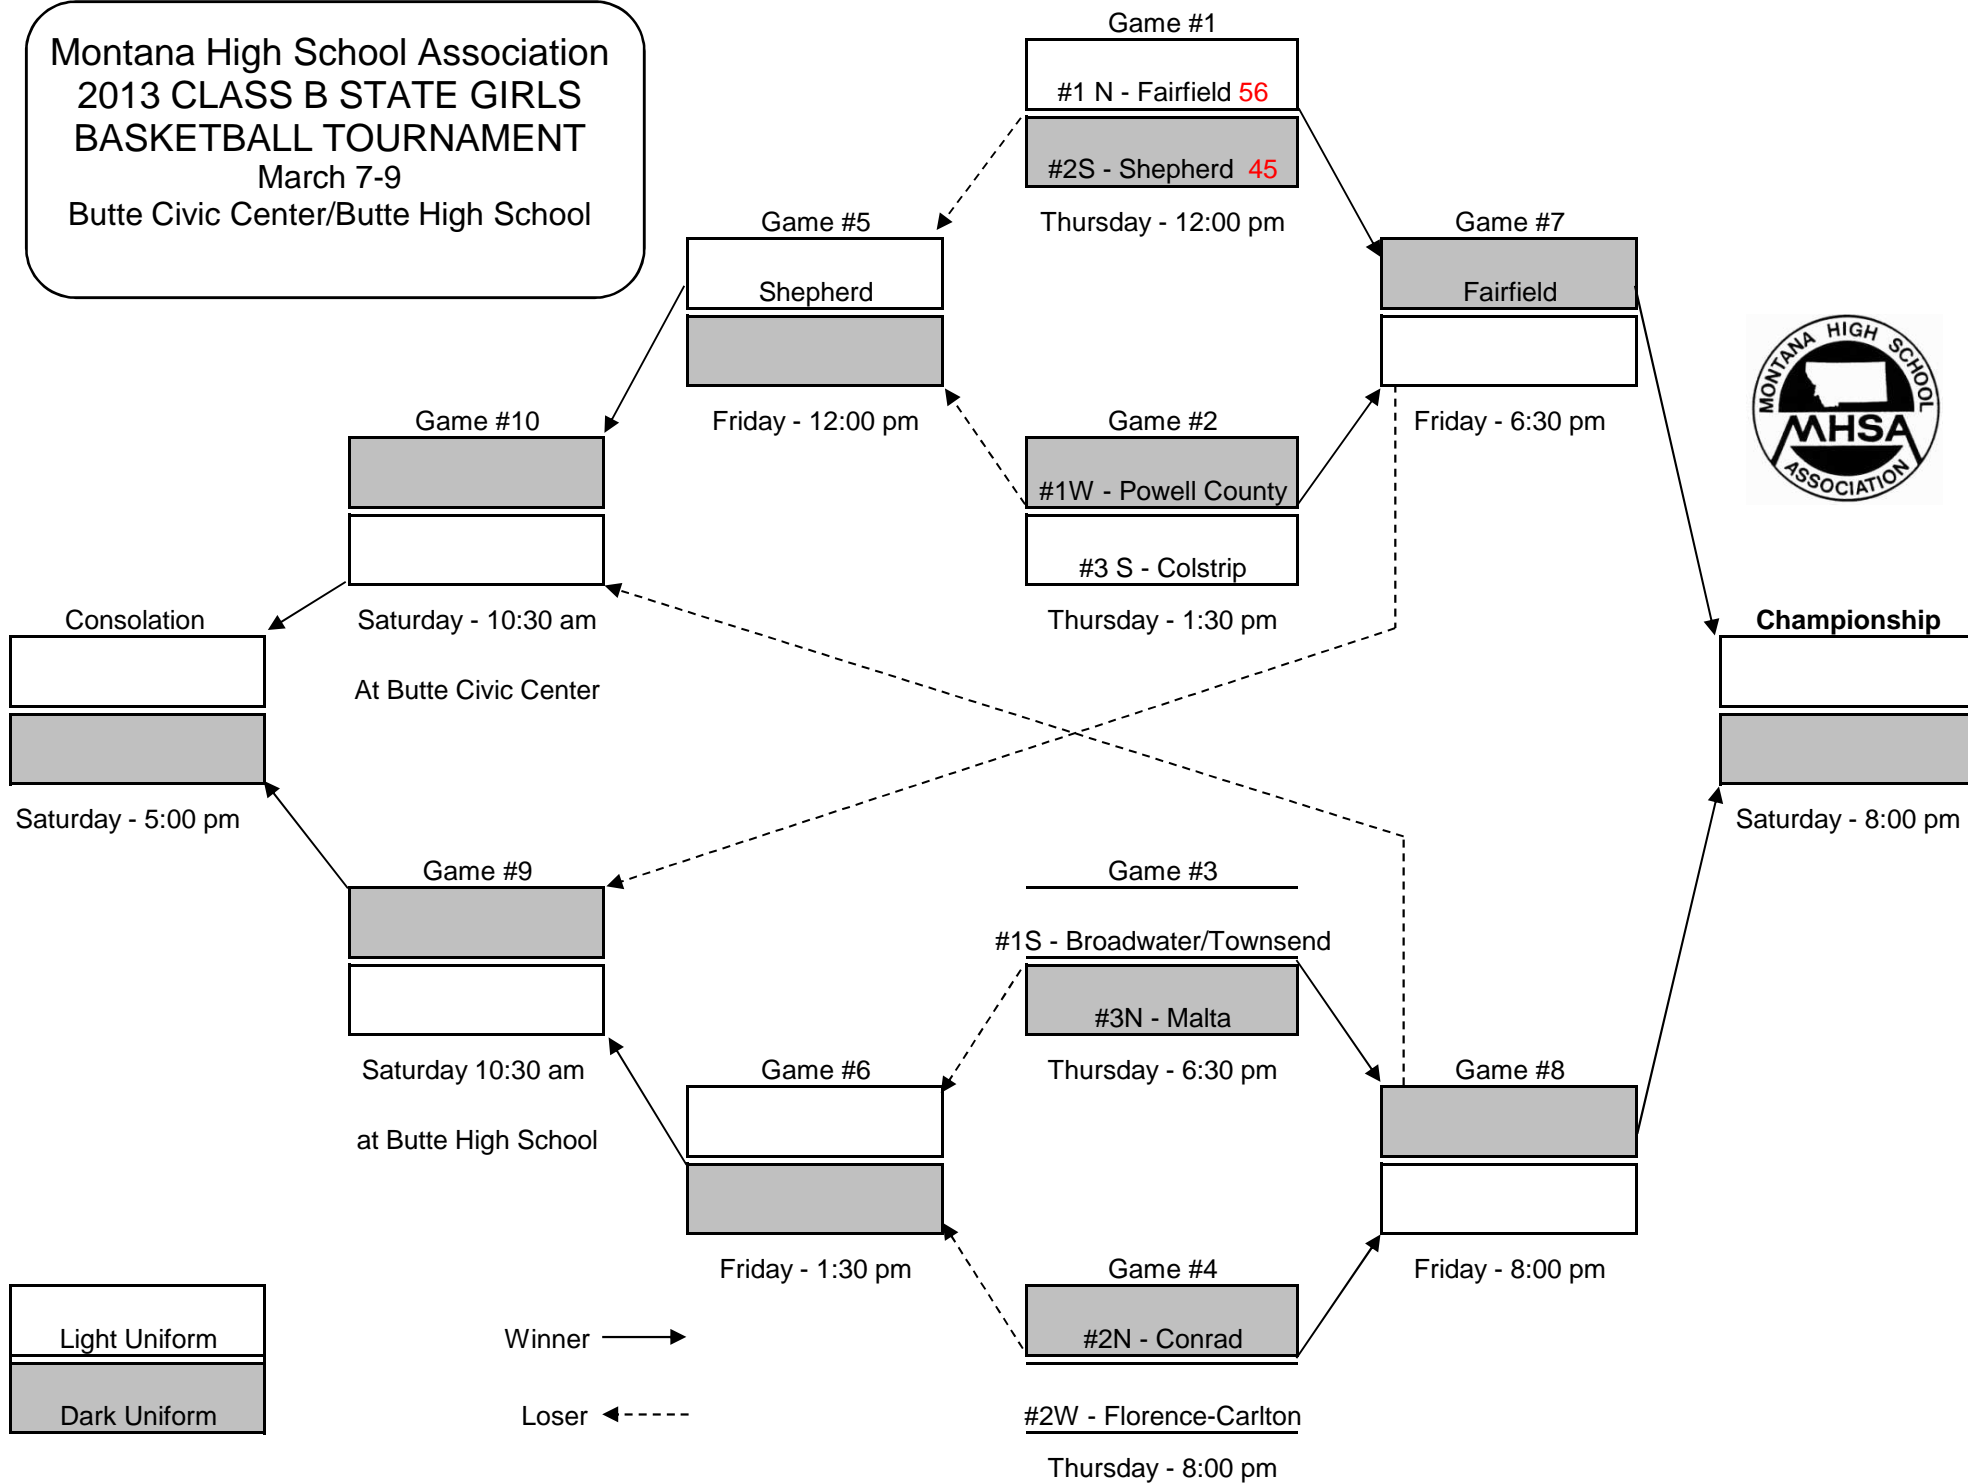 Montana High School Association
2013 CLASS B STATE GIRLS
BASKETBALL TOURNAMENT
March 7-9
Butte Civic Center/Butte High School
Game #1
#1 N - Fairfield 56
#2S - Shepherd 45
Thursday - 12:00 pm
Game #5
Shepherd
Friday - 12:00 pm
Game #7
Fairfield
Friday - 6:30 pm
MONTANA HIGH SCHOOL
MHSA
ASSOCIATION
Game #10
Saturday - 10:30 am
At Butte Civic Center
Game #2
#1W - Powell County
#3 S - Colstrip
Thursday - 1:30 pm
Consolation
Saturday - 5:00 pm
Championship
Saturday - 8:00 pm
Game #9
Saturday 10:30 am
at Butte High School
Game #3
#1S - Broadwater/Townsend
#3N - Malta
Thursday - 6:30 pm
Game #6
Friday - 1:30 pm
Game #8
Friday - 8:00 pm
Game #4
#2N - Conrad
#2W - Florence-Carlton
Thursday - 8:00 pm
Light Uniform
Dark Uniform
Winner
Loser